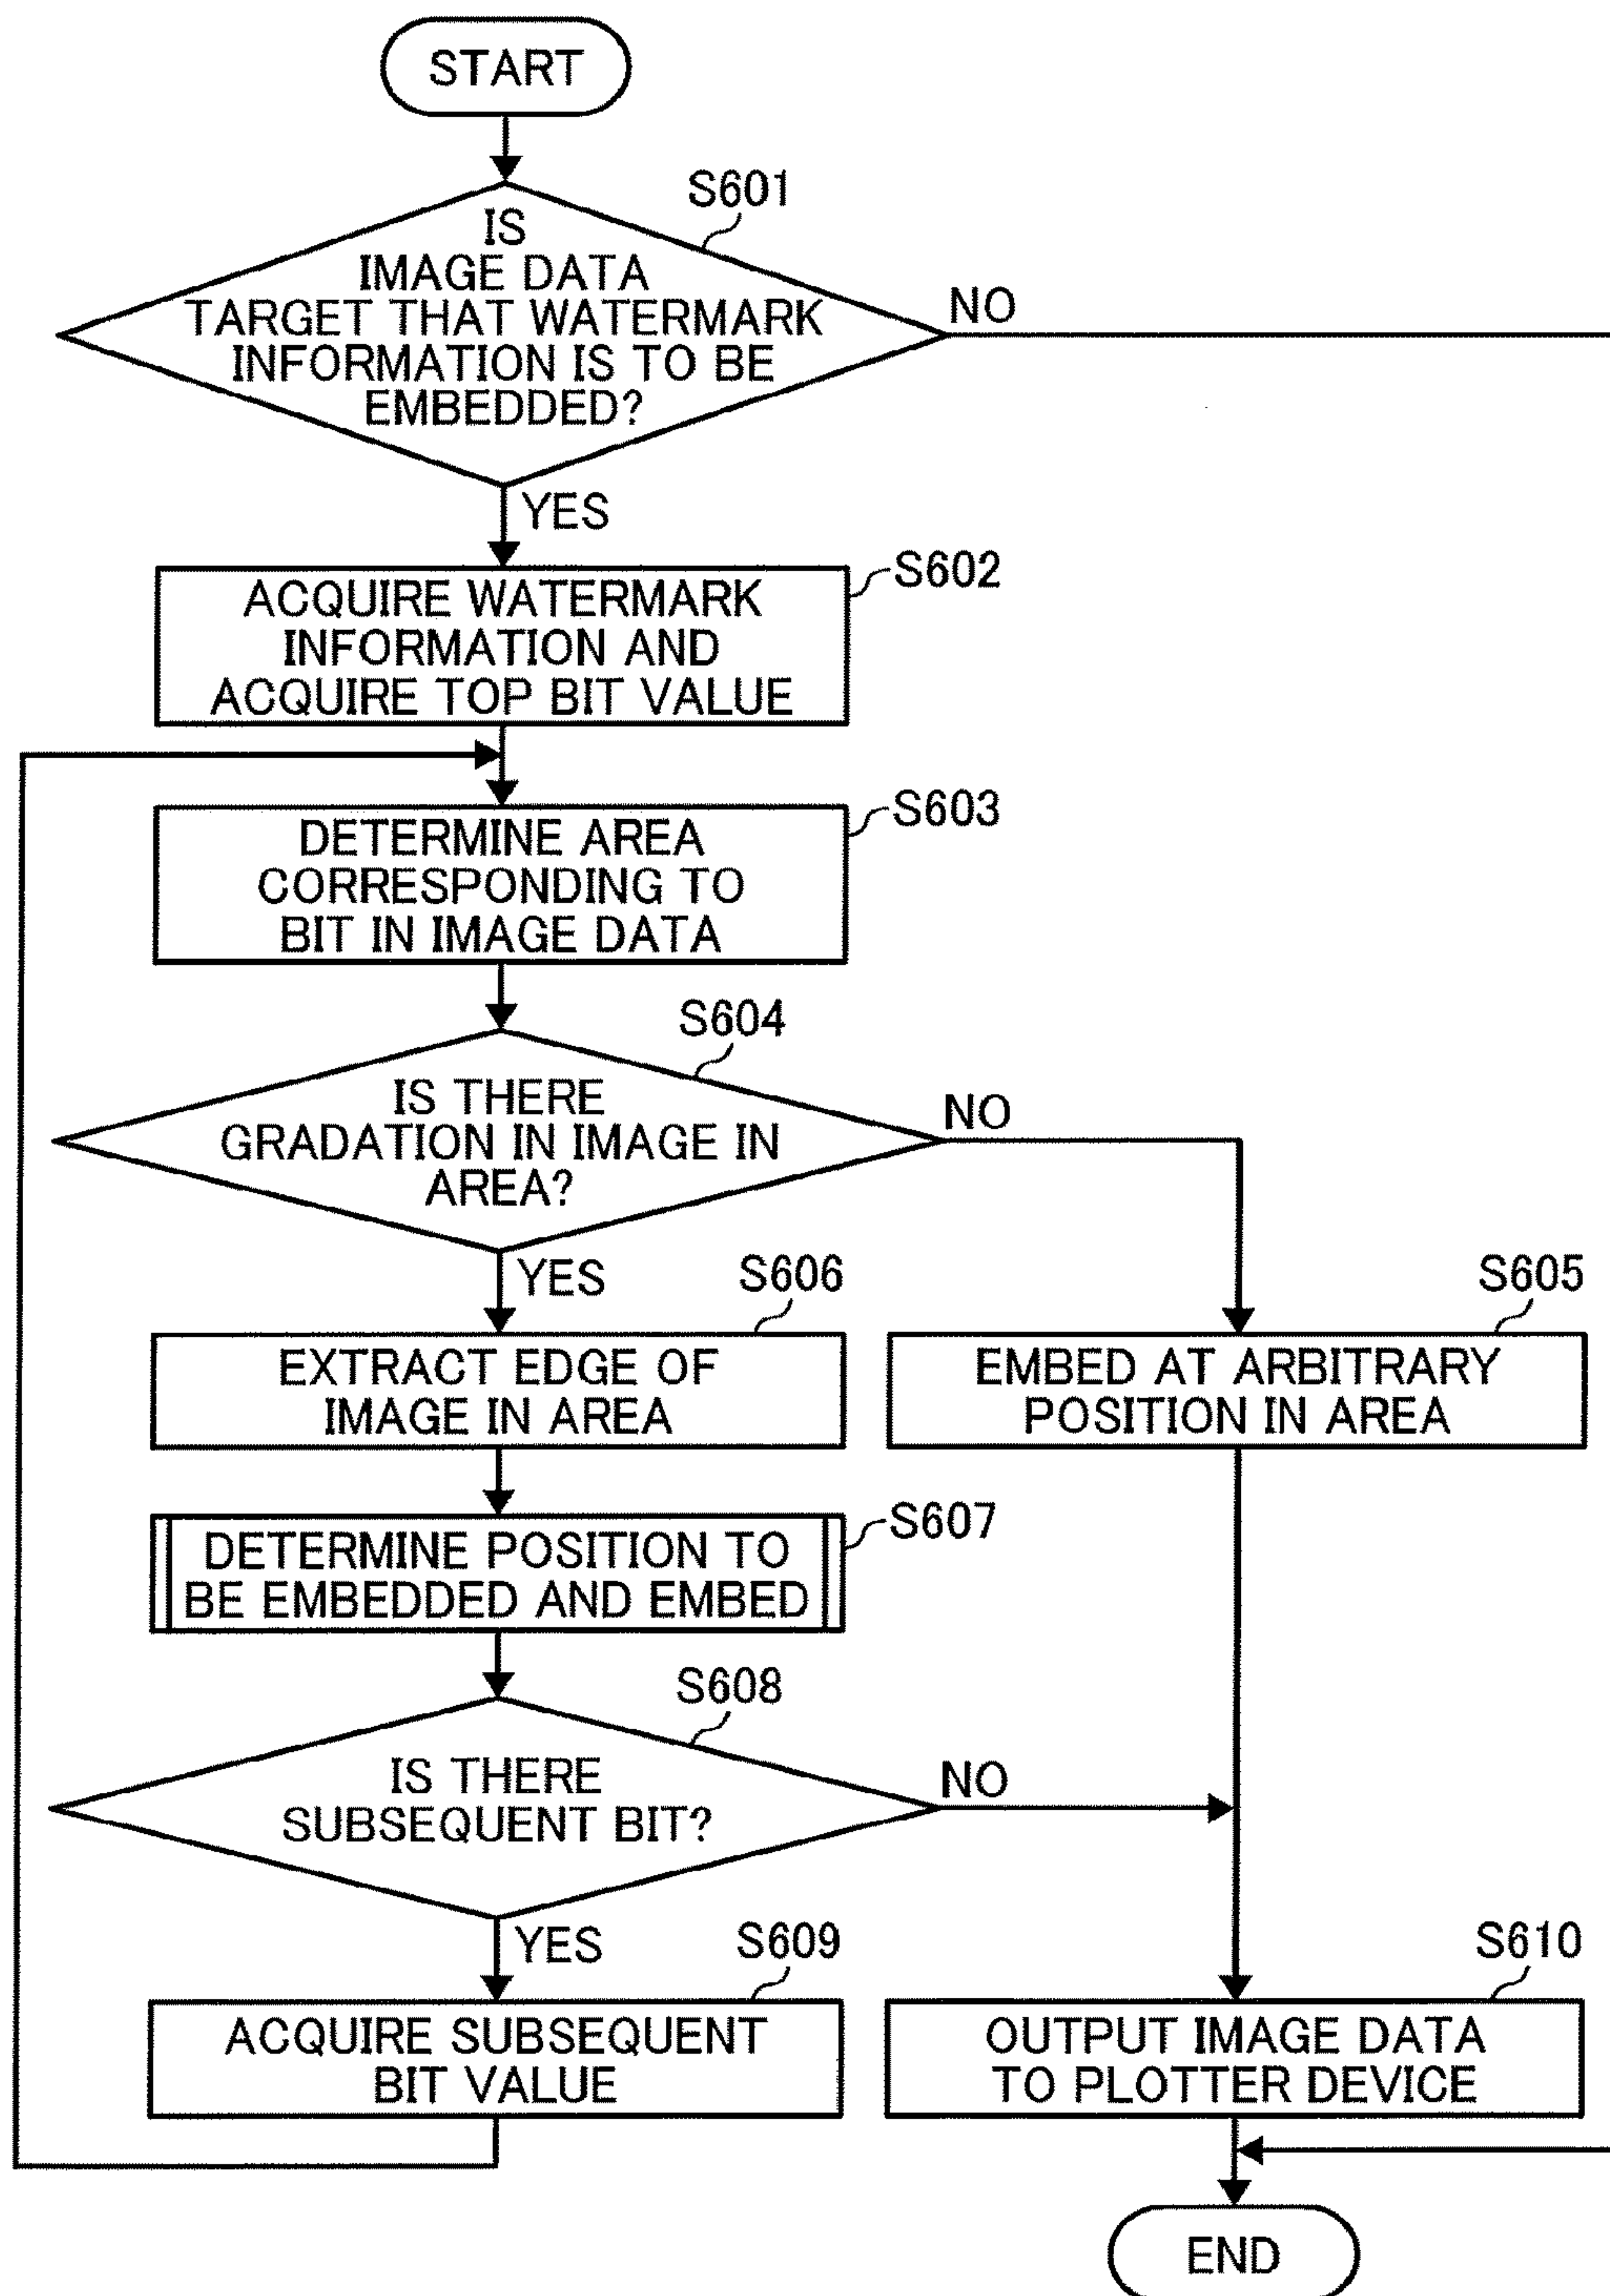 START
S601
IS
IMAGE DATA
TARGET THAT WATERMARK
INFORMATION IS TO BE
EMBEDDED?
NO
YES
S602
ACQUIRE WATERMARK
INFORMATION AND
ACQUIRE TOP BIT VALUE
S603
DETERMINE AREA
CORRESPONDING TO
BIT IN IMAGE DATA
S604
IS THERE
GRADATION IN IMAGE IN
AREA?
NO
YES
S606
EXTRACT EDGE OF
IMAGE IN AREA
S605
EMBED AT ARBITRARY
POSITION IN AREA
S607
DETERMINE POSITION TO
BE EMBEDDED AND EMBED
S608
IS THERE
SUBSEQUENT BIT?
NO
YES
S609
ACQUIRE SUBSEQUENT
BIT VALUE
S610
OUTPUT IMAGE DATA
TO PLOTTER DEVICE
END